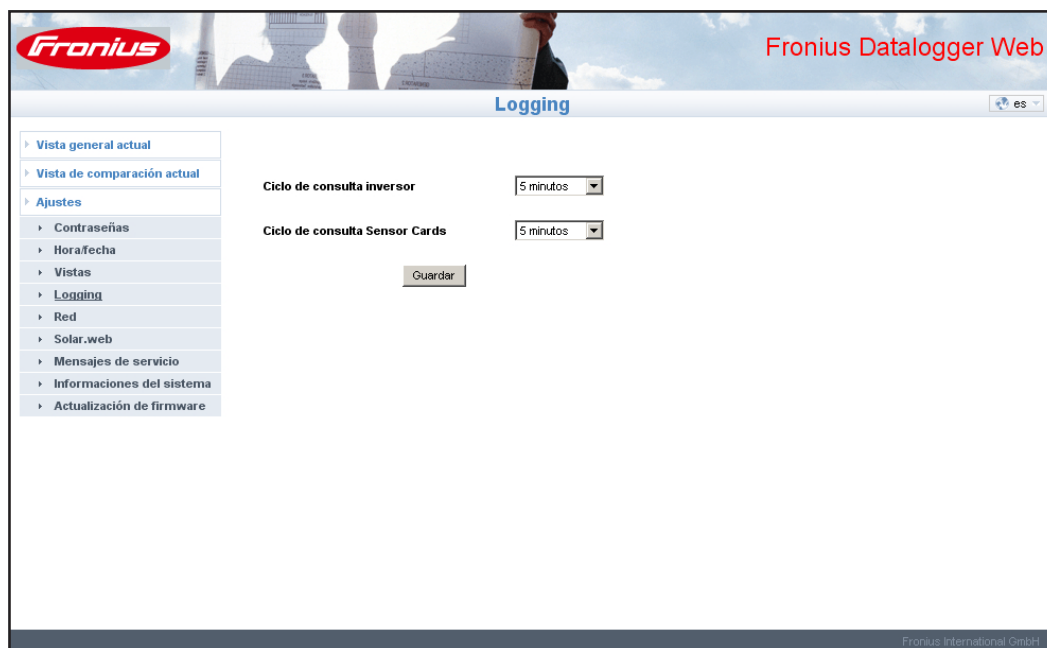 Fronius
Fronius Datalogger Web
Logging
es
Vista general actual
Vista de comparación actual
Ajustes
Contraseñas
Hora/fecha
Vistas
Logging
Red
Solar.web
Mensajes de servicio
Informaciones del sistema
Actualización de firmware
Ciclo de consulta inversor 5 minutos
Ciclo de consulta Sensor Cards 5 minutos
Guardar
Fronius International GmbH